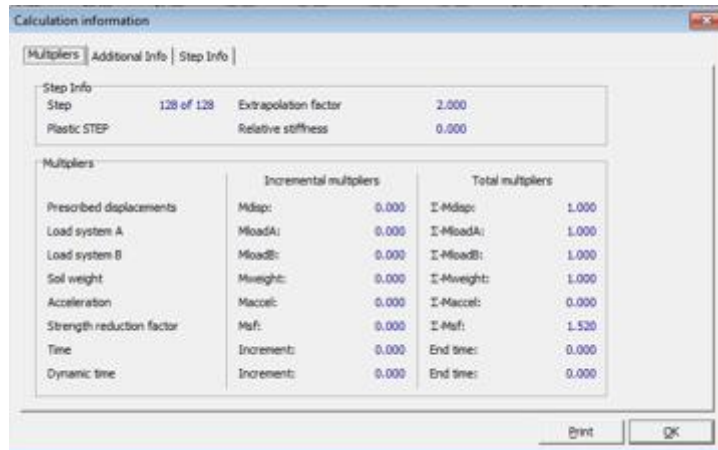 Calculation information
Multipliers Additional Info Step Info
Step Info
Step 128 of 128 Extrapolation factor 2.000
Plastic STEP Relative stiffness 0.000
Multipliers
Incremental multipliers Total multipliers
Prescribed displacements Mdisp: 0.000 Σ-Mdisp: 1.000
Load system A MloadA: 0.000 Σ-MloadA: 1.000
Load system B MloadB: 0.000 Σ-MloadB: 1.000
Soil weight Mweight: 0.000 Σ-Mweight: 1.000
Acceleration Maccel: 0.000 Σ-Maccel: 0.000
Strength reduction factor Msf: 0.000 Σ-Msf: 1.520
Time Increment: 0.000 End time: 0.000
Dynamic time Increment: 0.000 End time: 0.000
Print OK